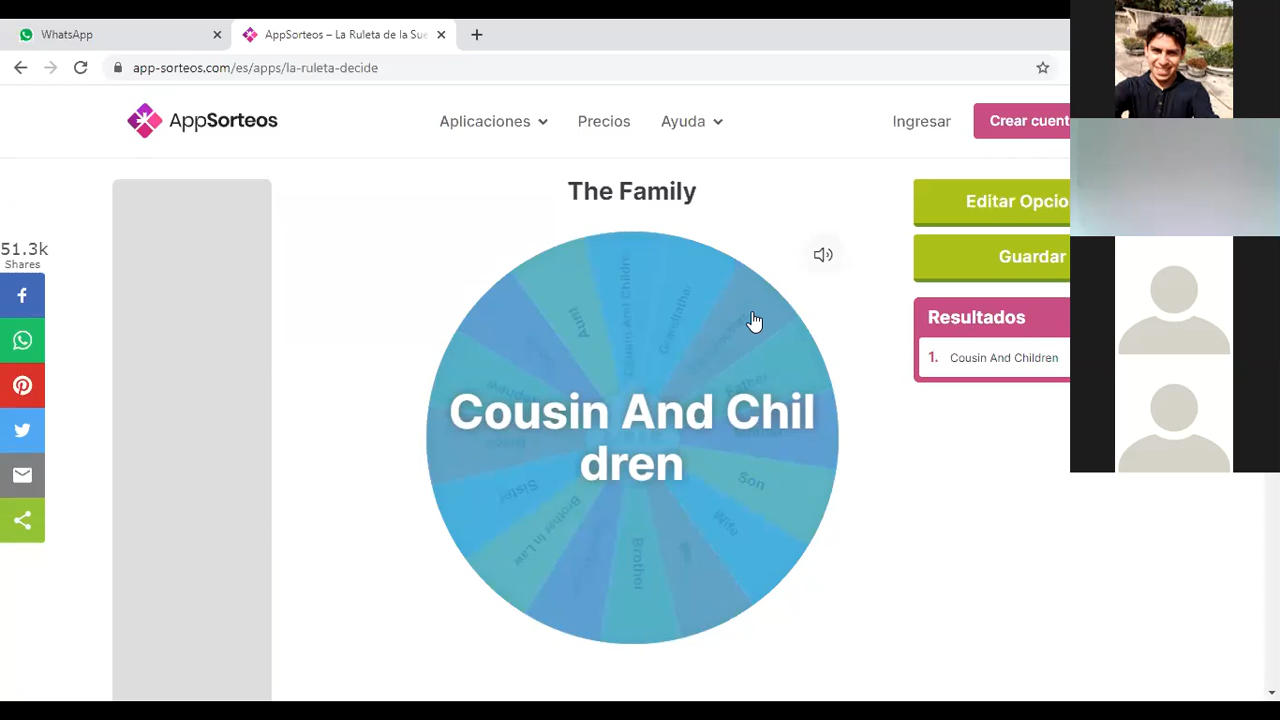 WhatsApp
AppSorteos – La Ruleta de la Sue
app-sorteos.com/es/apps/la-ruleta-decide
AppSorteos
Aplicaciones
Precios
Ayuda
Ingresar
Crear cuent
The Family
51.3k
Shares
Editar Opcio
Guardar
Resultados
1. Cousin And Children
Aunt
Cousin And Childre
Grandfather
Father
Cousin And Chil
dren
Son
Wife
Sister
Brother In Law
Brother